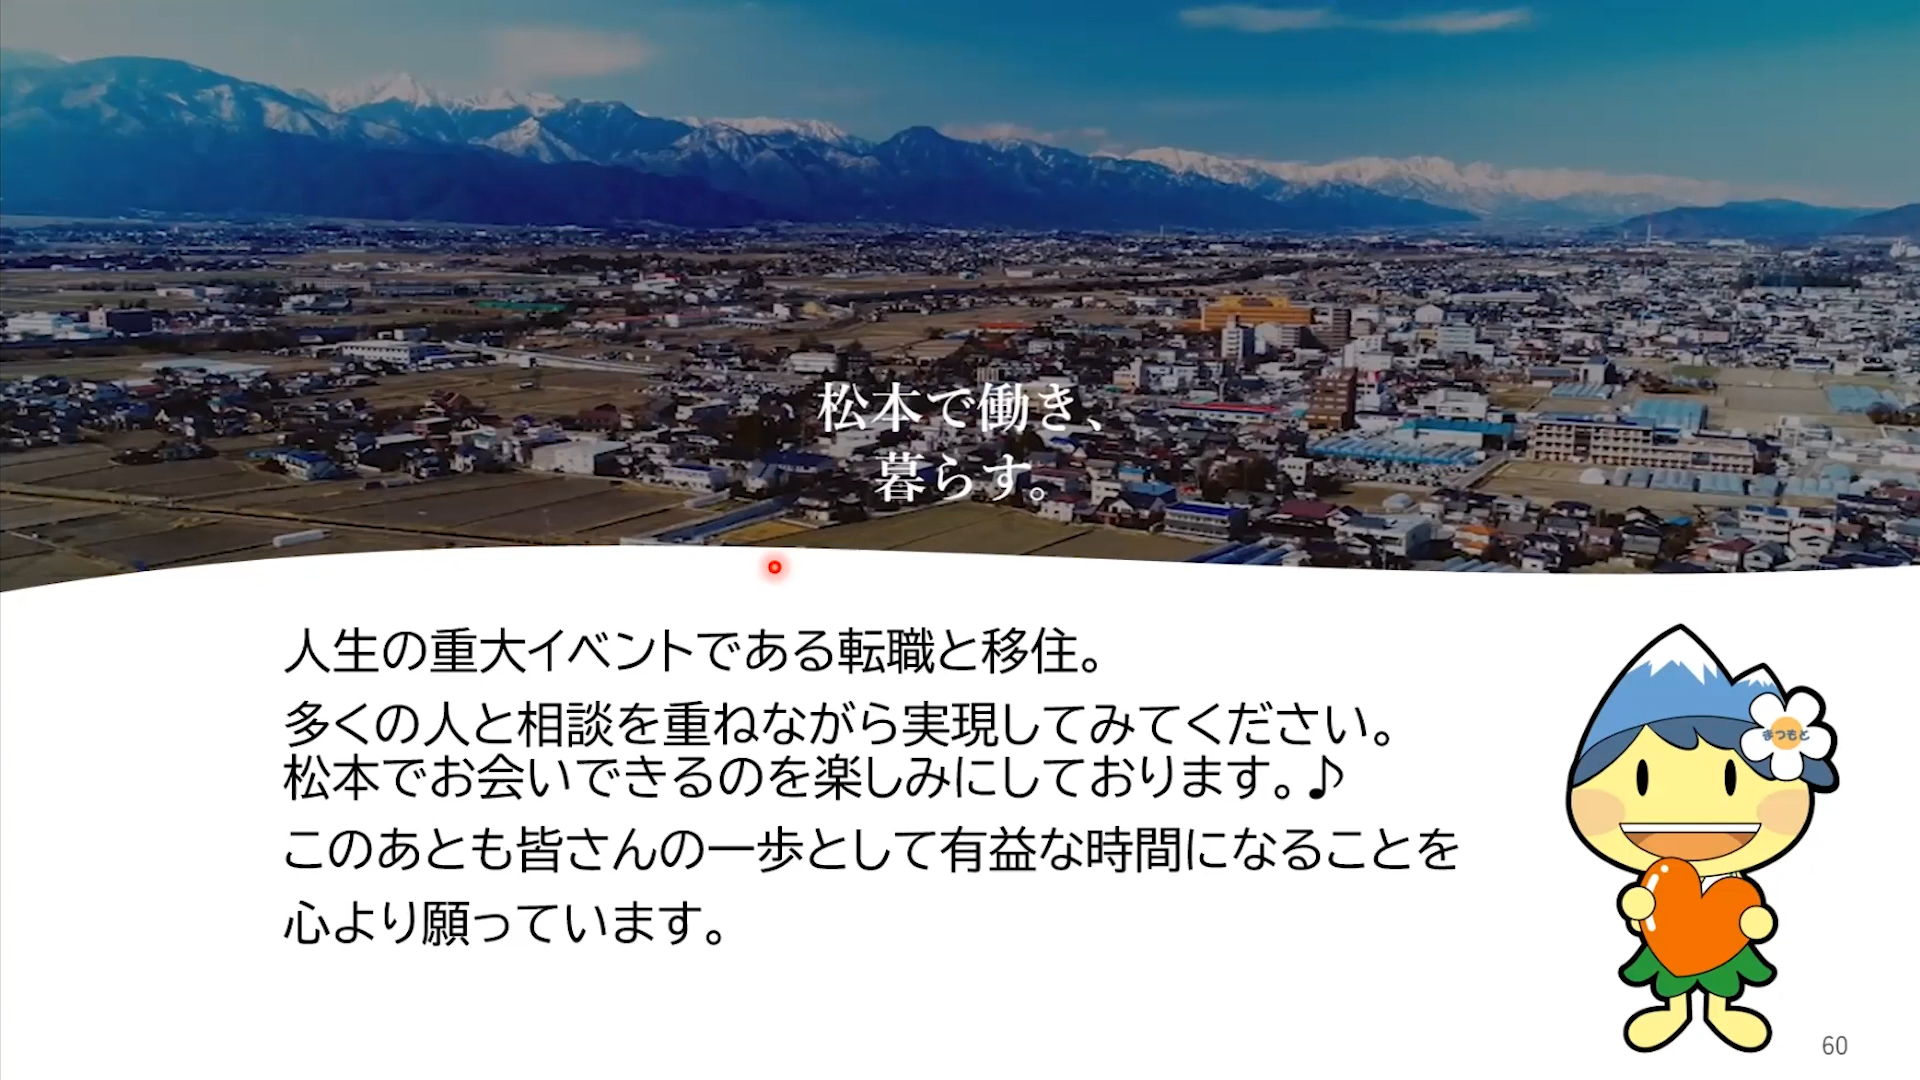 松本で働き、
暮らす。
人生の重大イベントである転職と移住。
多くの人と相談を重ねながら実現してみてください。
松本でお会いできるのを楽しみにしております。♪
まつもと
このあとも皆さんの一歩として有益な時間になることを
心より願っています。
60